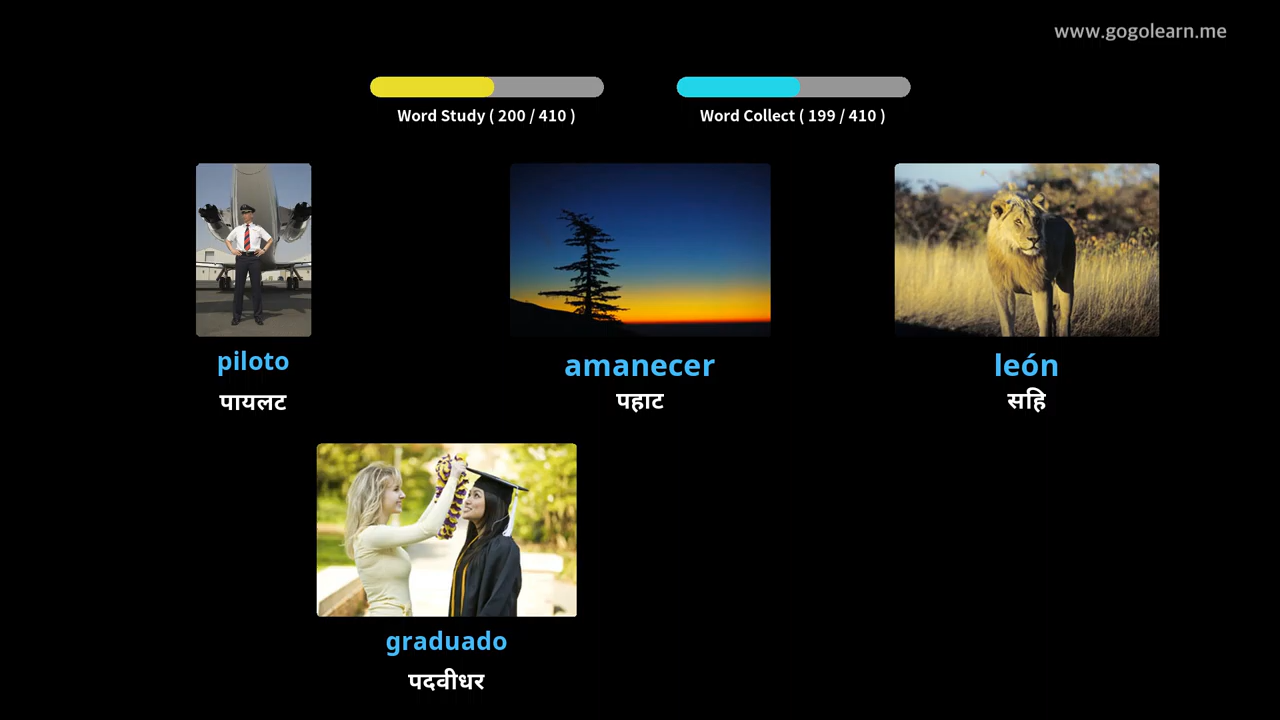 www.gogolearn.me
Word Study ( 200 / 410 )
Word Collect ( 199 / 410 )
piloto
पायलट
amanecer
पहाट
león
सहि
graduado
पदवीधर